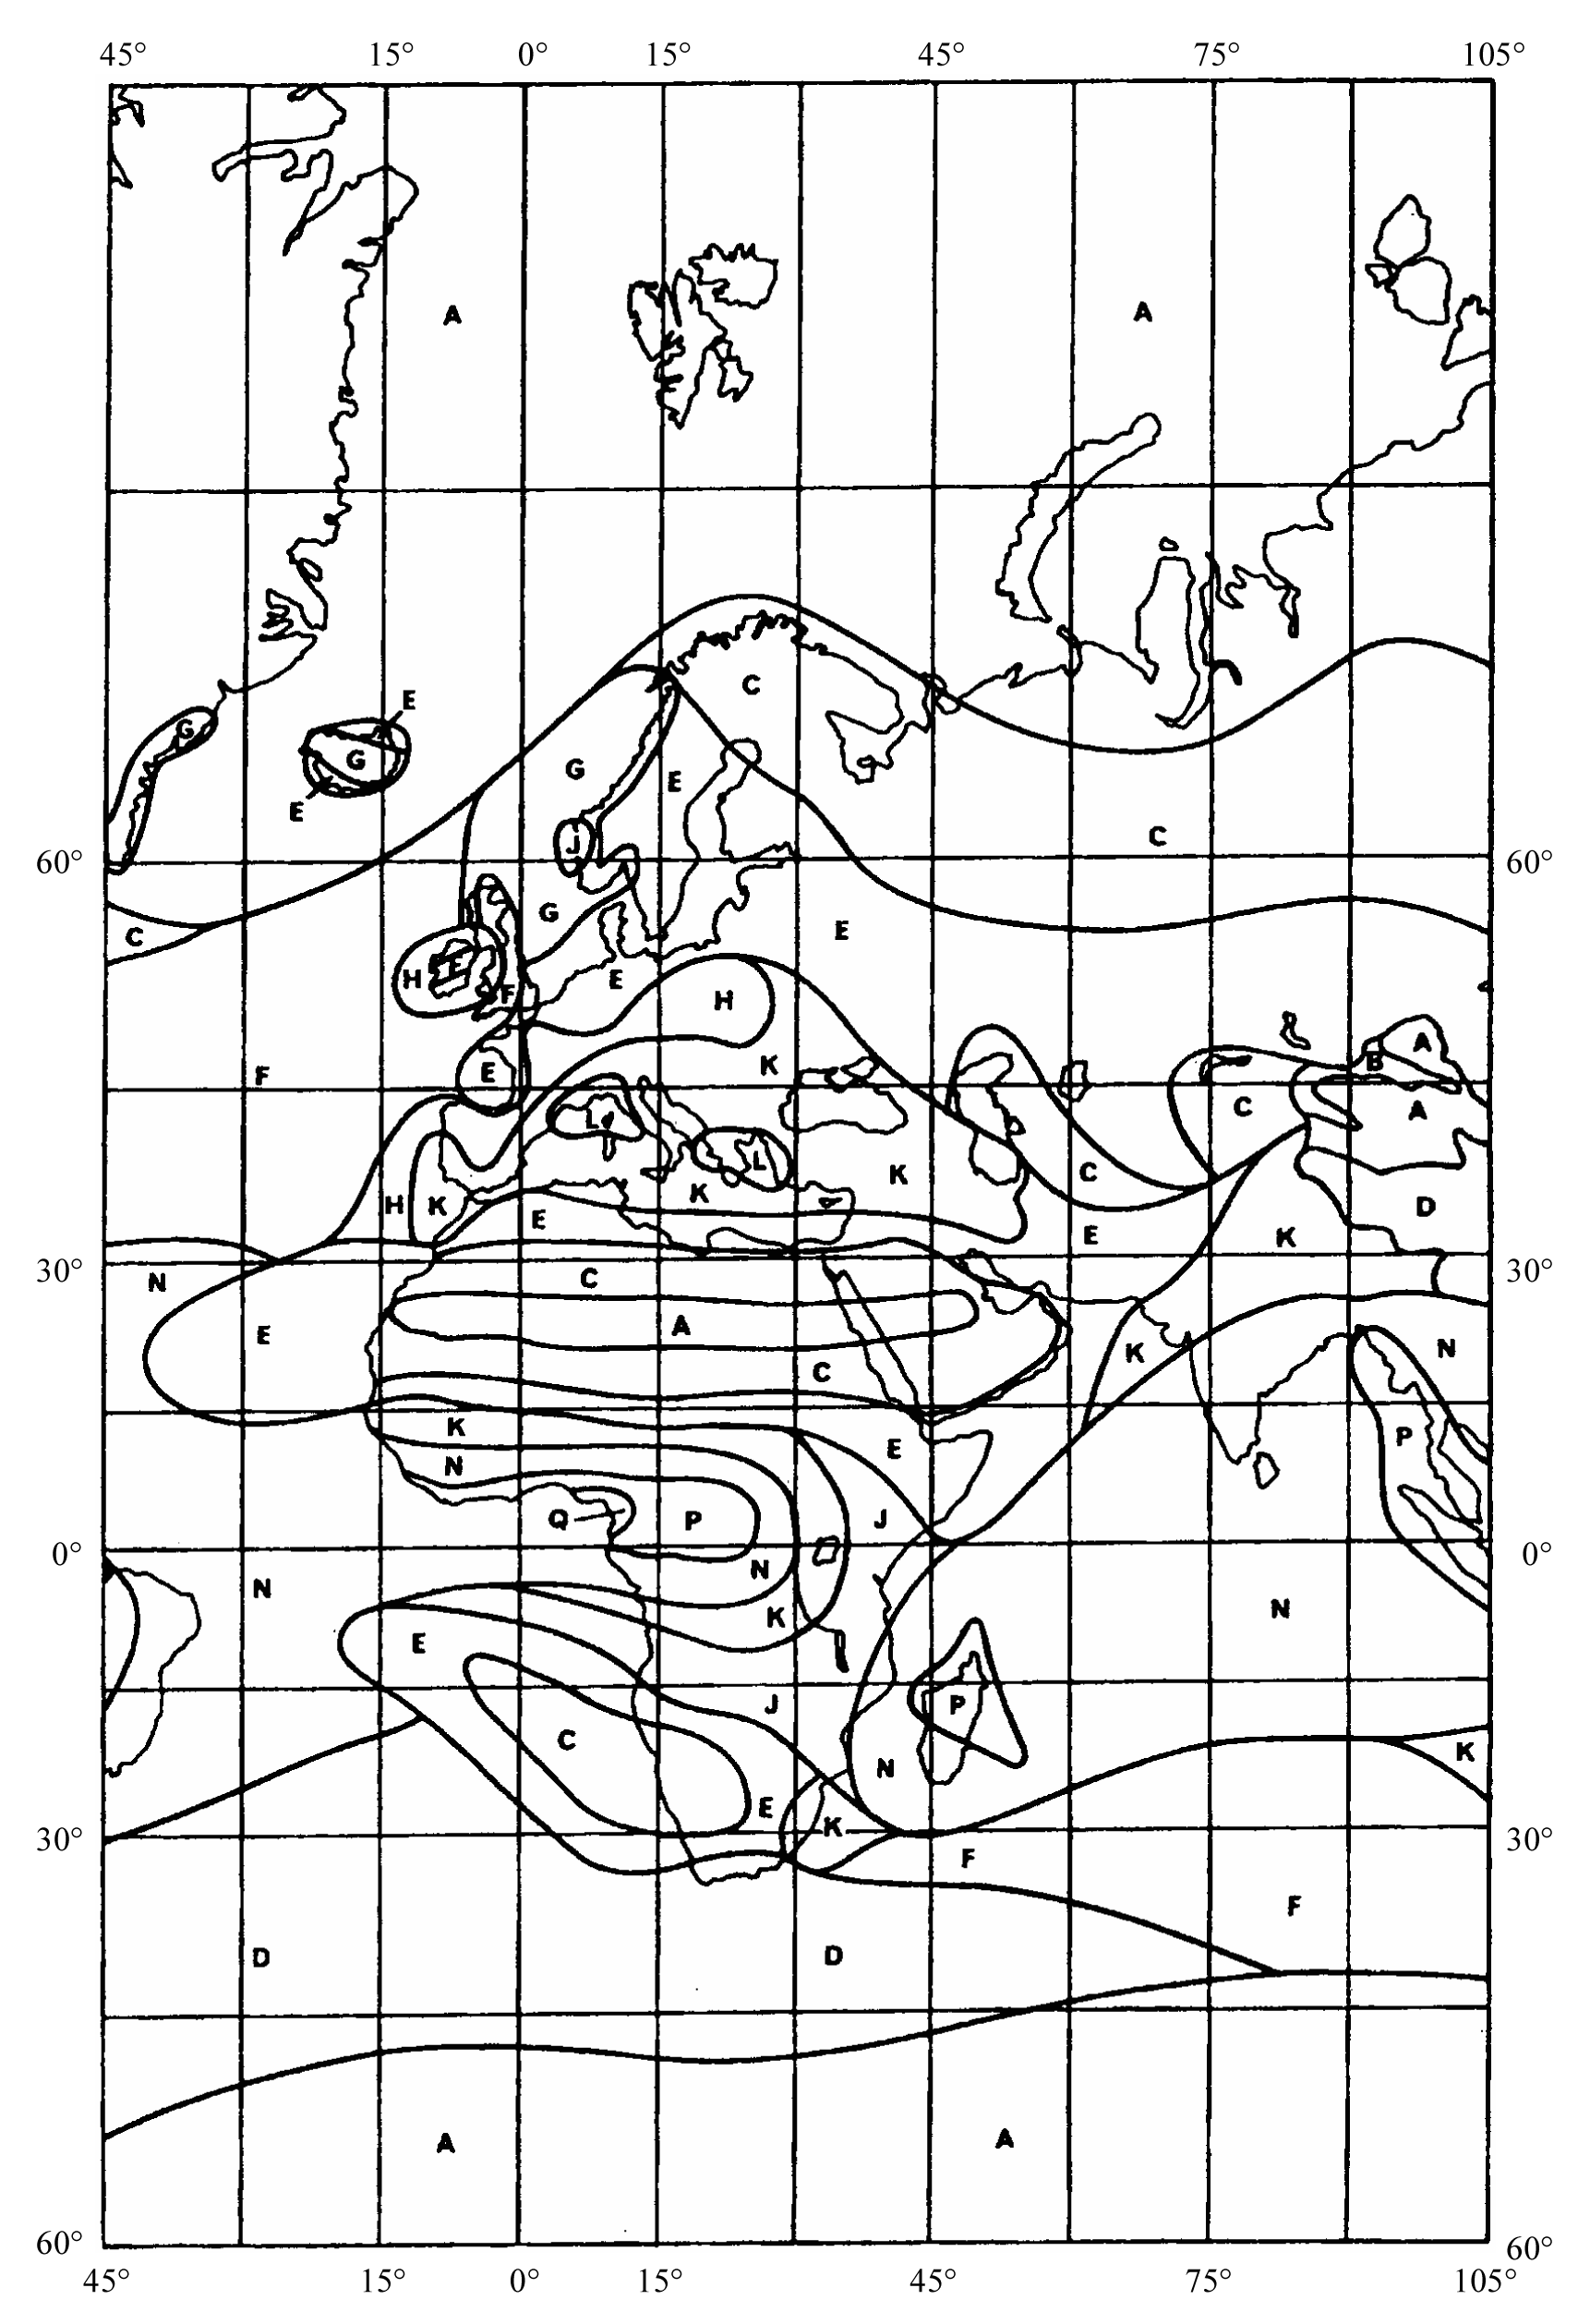 45° 15° 0° 15° 45° 75° 105°
A A
C
E
G
G
G E
E
J
60° C 60°
G
E
C
H E E
F H
K
F E
B A
C A
L
L
K C
H K K D
E E K
30° C 30°
N
E A
K N
C
K P
E
N
Q P J
0° 0°
N
N N
K
E
J P
C K
N
E
K
30° F 30°
F
D D
A A
60° 60°
45° 15° 0° 15° 45° 75° 105°